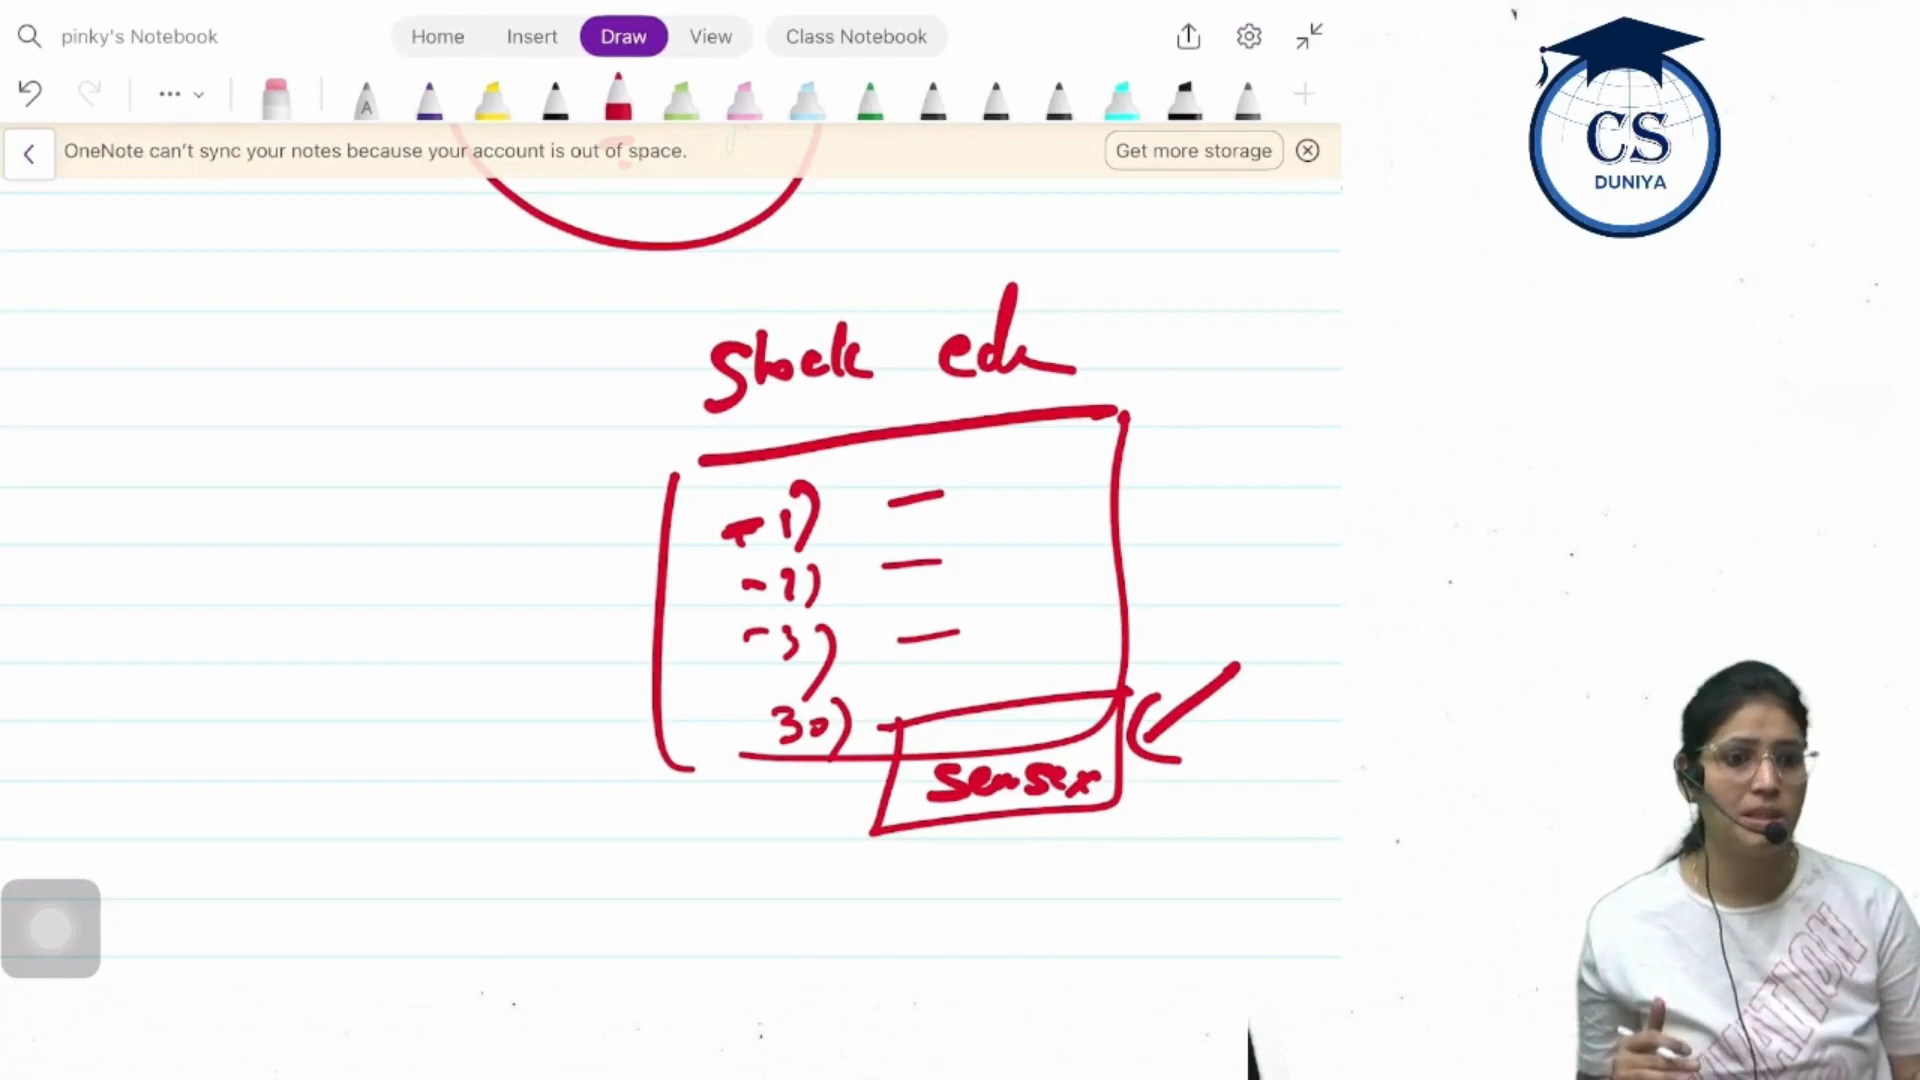 pinky's Notebook
Home Insert Draw View Class Notebook
A
OneNote can't sync your notes because your account is out of space.
Get more storage
CS
DUNIYA
Stock
1) —
2) —
3) —
30)
Sensex